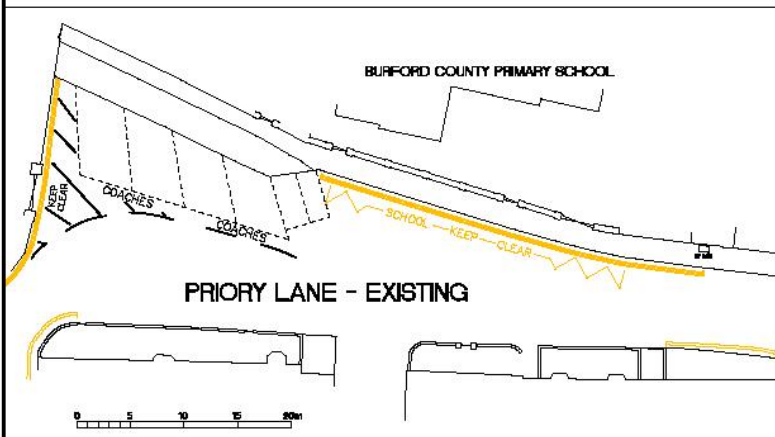 BURFORD COUNTY PRIMARY SCHOOL
KEEP
CLEAR
COACHES
COACHES
SCHOOL KEEP CLEAR
PRIORY LANE - EXISTING
0 5 10 15 20m